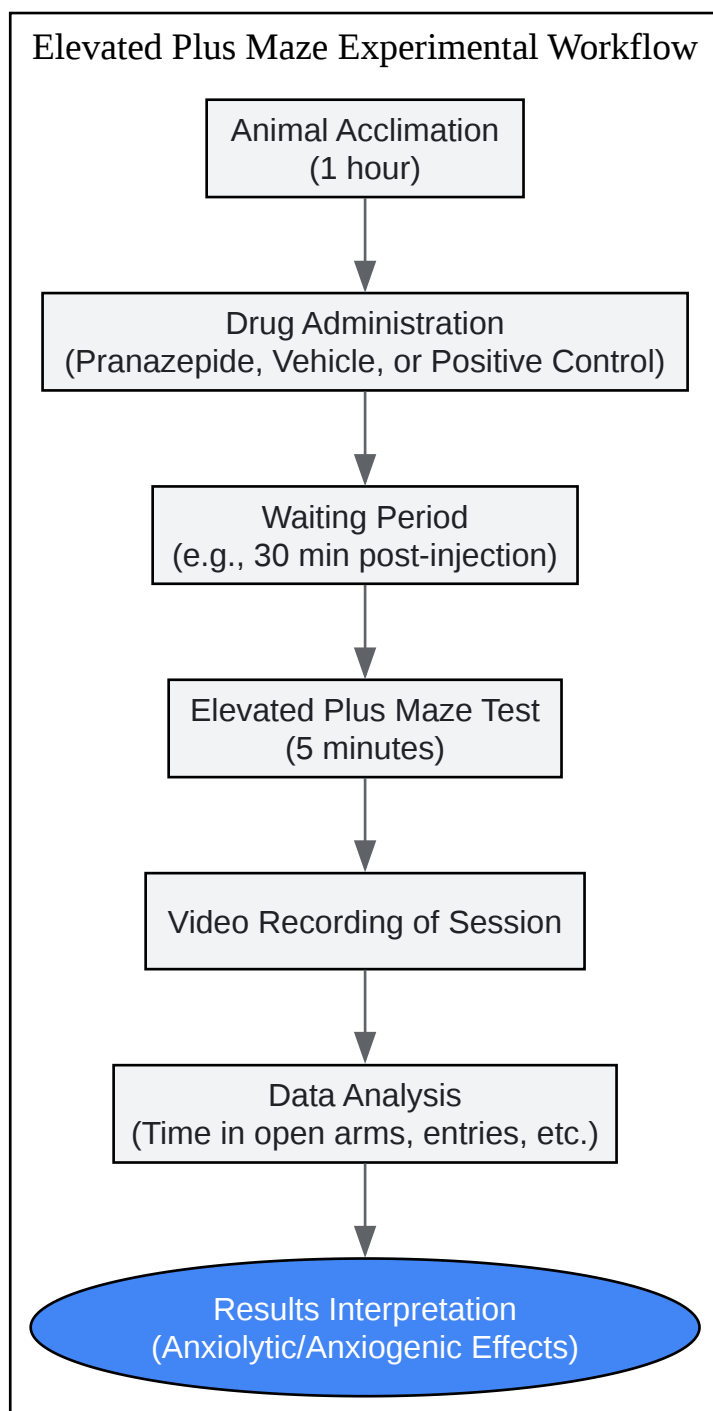 Elevated Plus Maze Experimental Workflow
Animal Acclimation
(1 hour)
Drug Administration
(Pranazepide, Vehicle, or Positive Control)
Waiting Period
(e.g., 30 min post-injection)
Elevated Plus Maze Test
(5 minutes)
Video Recording of Session
Data Analysis
(Time in open arms, entries, etc.)
Results Interpretation
(Anxiolytic/Anxiogenic Effects)